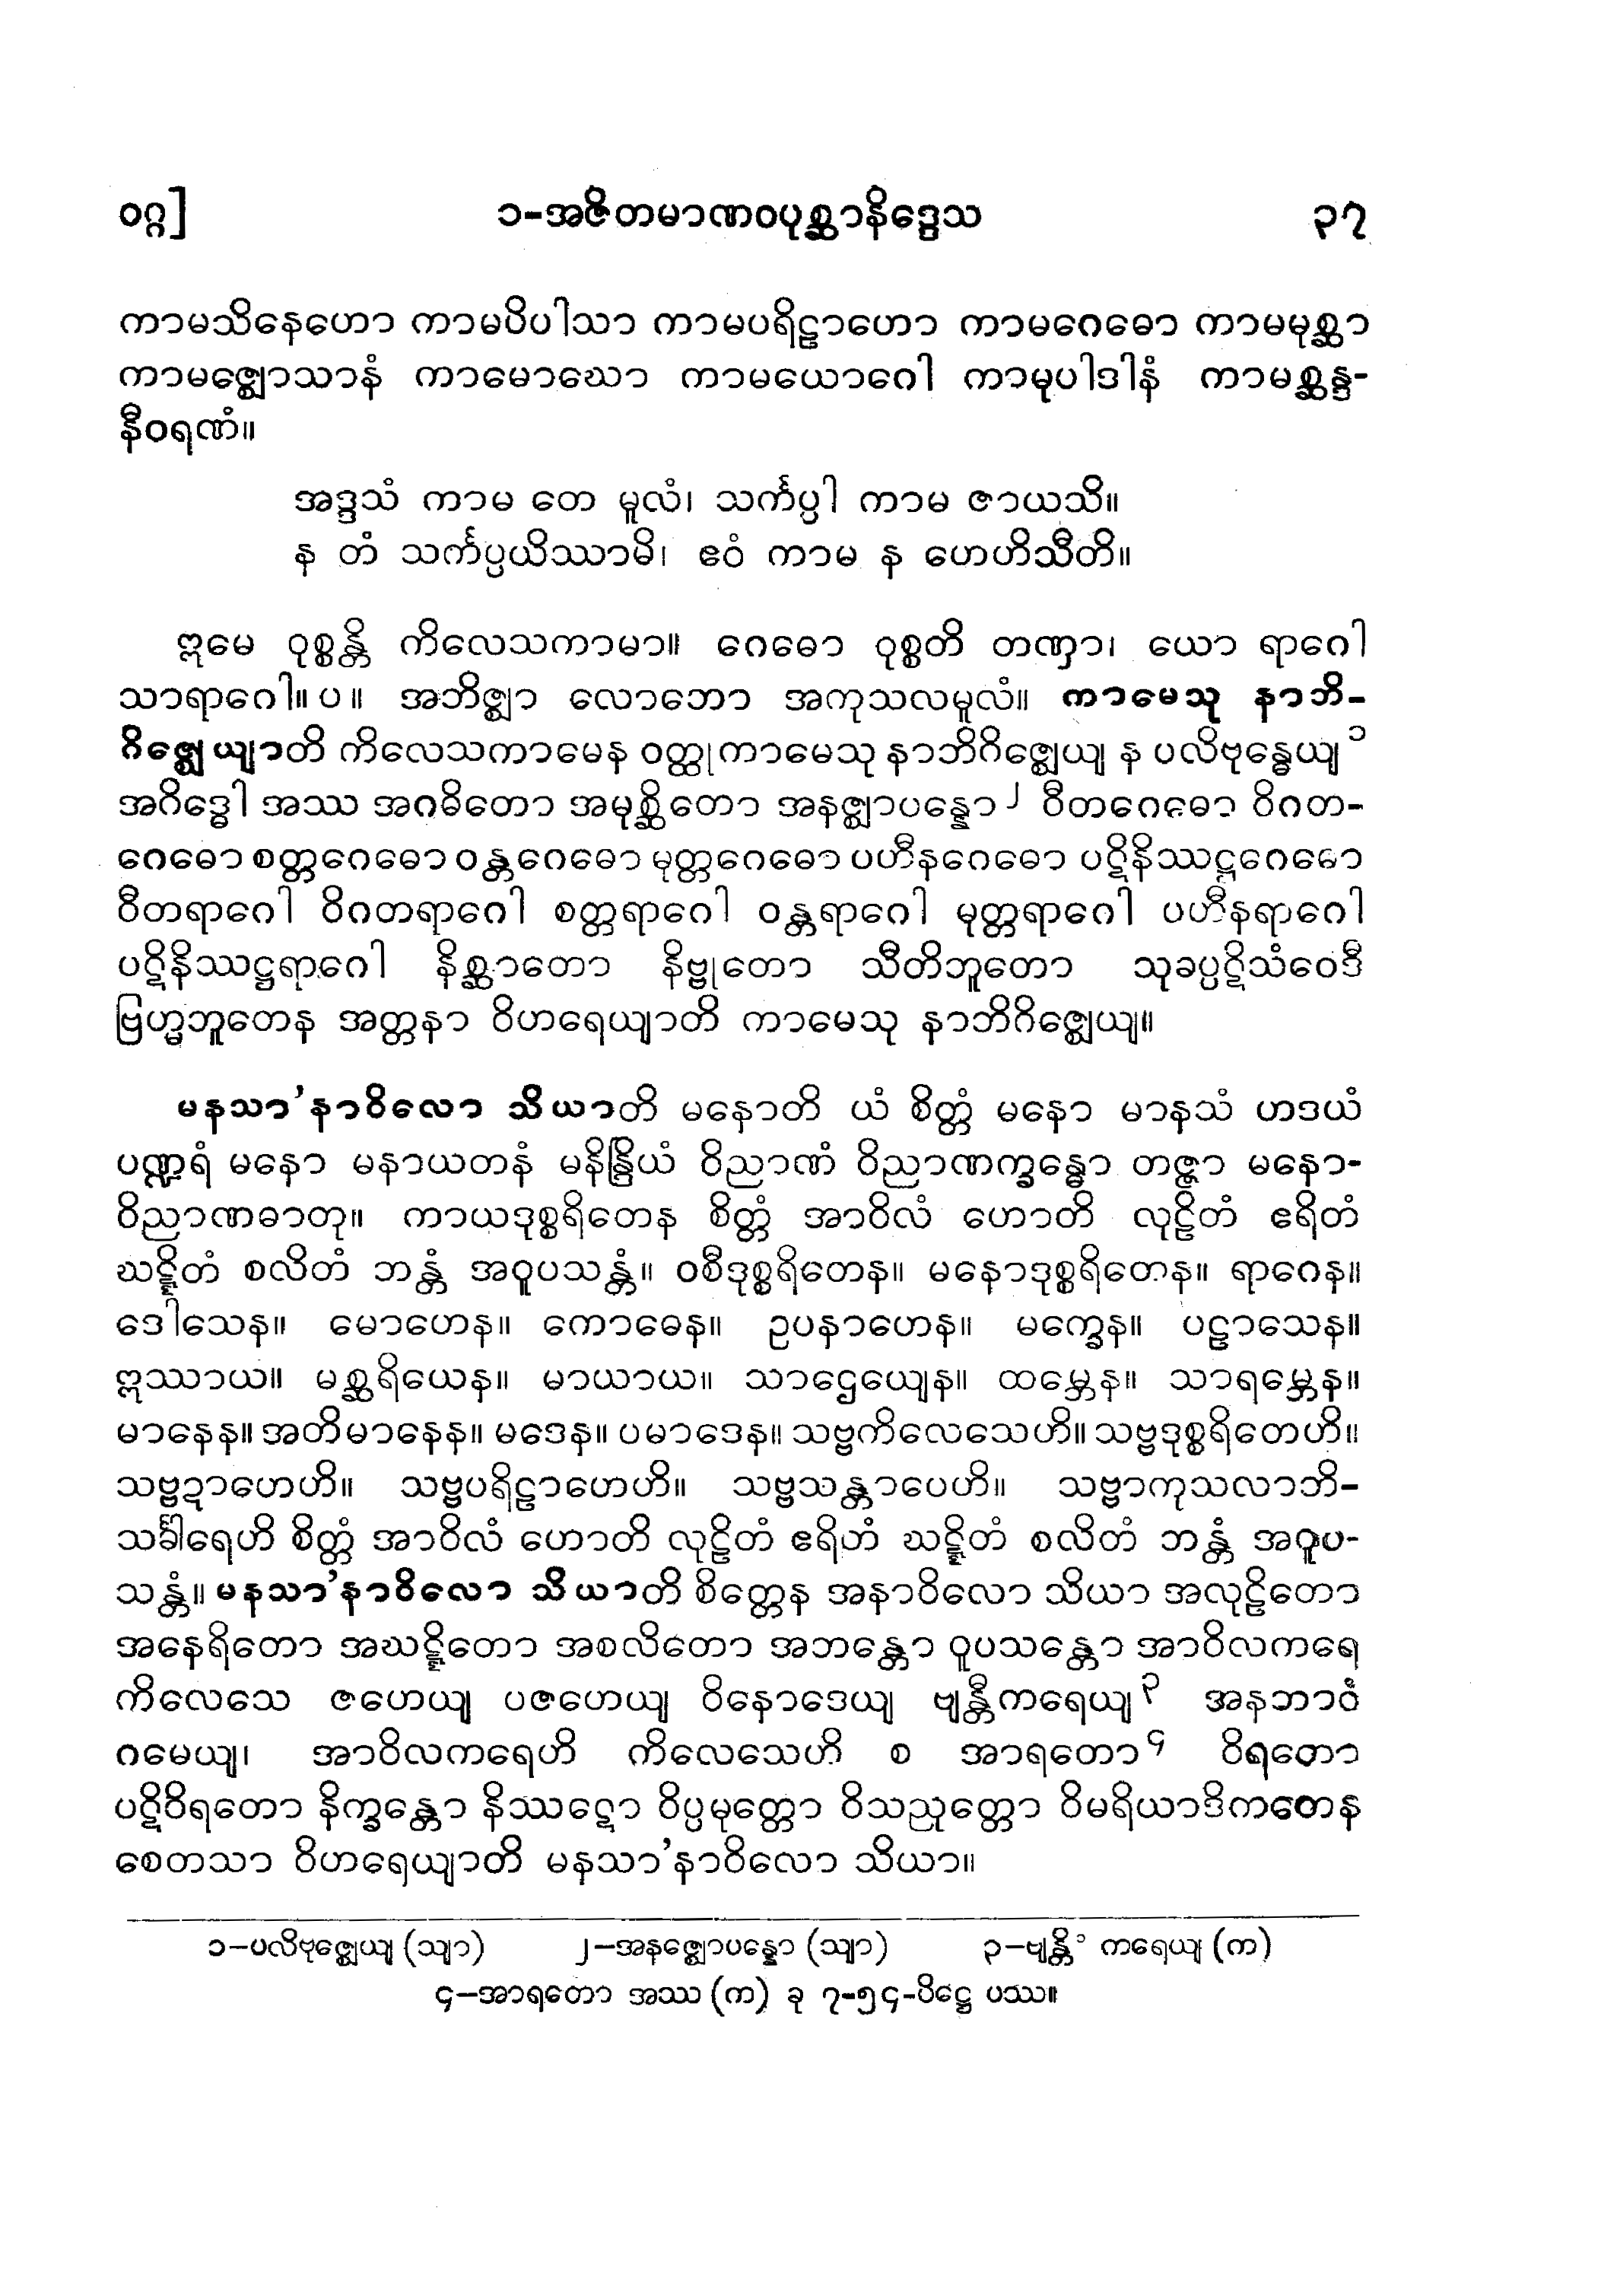 ဝဂ္ဂ] ၁-အဇိတမာဏဝပုစ္ဆာနိဒ္ဒေသ ၃၇
ကာမသိနေဟော ကာမပိပါသာ ကာမပရိဠာဟော ကာမဂေဓော ကာမမုစ္ဆာ
ကာမဇ္ဈောသာနံ ကာမောဃော ကာမယောဂေါ ကာမုပါဒါနံ ကာမစ္ဆန္ဒ-
နီဝရဏံ။
အဒ္ဒသံ ကာမ တေ မူလံ၊ သင်္ကပ္ပါ ကာမ ဇာယသိ။
န တံ သင်္ကပ္ပယိဿာမိ၊ ဧဝံ ကာမ န ဟေဟိသီတိ။
ဣမေ ဝုစ္စန္တိ ကိလေသကာမာ။ ဂေဓော ဝုစ္စတိ တဏှာ၊ ယော ရာဂေါ
သာရာဂေါ။ ပ။ အဘိဇ္ဈာ လောဘော အကုသလမူလံ။ ကာမေသု နာဘိ-
ဂိဇ္ဈေယျာတိ ကိလေသကာမေန ဝတ္ထုကာမေသု နာဘိဂိဇ္ဈေယျ န ပလိဗုန္ဓေယျ ၁
အဂိဒ္ဓေါ အဿ အဂဓိတော အမုစ္ဆိတော အနဇ္ဈာပန္နော ၂ ဝီတဂေဓော ဝိဂတ-
ဂေဓော စတ္တဂေဓော ဝန္တဂေဓော မုတ္တဂေဓော ပဟီနဂေဓော ပဋိနိဿဋ္ဌဂေဓော
ဝီတရာဂေါ ဝိဂတရာဂေါ စတ္တရာဂေါ ဝန္တရာဂေါ မုတ္တရာဂေါ ပဟီနရာဂေါ
ပဋိနိဿဋ္ဌရာဂေါ နိစ္ဆာတော နိဗ္ဗုတော သီတိဘူတော သုခပ္ပဋိသံဝေဒီ
ဗြဟ္မဘူတေန အတ္တနာ ဝိဟရေယျာတိ ကာမေသု နာဘိဂိဇ္ဈေယျ။
မနသာ’နာဝိလော သိယာတိ မနောတိ ယံ စိတ္တံ မနော မာနသံ ဟဒယံ
ပဏ္ဍရံ မနော မနာယတနံ မနိန္ဒြိယံ ဝိညာဏံ ဝိညာဏက္ခန္ဓော တဇ္ဇာ မနော-
ဝိညာဏဓာတု။ ကာယဒုစ္စရိတေန စိတ္တံ အာဝိလံ ဟောတိ လုဠိတံ ဧရိတံ
ဃဋ္ဋိတံ စလိတံ ဘန္တံ အဝူပသန္တံ။ ဝစီဒုစ္စရိတေန။ မနောဒုစ္စရိတေန။ ရာဂေန။
ဒေါသေန။ မောဟေန။ ကောဓေန။ ဥပနာဟေန။ မက္ခေန။ ပဠာသေန။
ဣဿာယ။ မစ္ဆရိယေန။ မာယာယ။ သာဌေယျေန။ ထမ္ဘေန။ သာရမ္ဘေန။
မာနေန။ အတိမာနေန။ မဒေန။ ပမာဒေန။ သဗ္ဗကိလေသေဟိ။ သဗ္ဗဒုစ္စရိတေဟိ။
သဗ္ဗဍာဟေဟိ။ သဗ္ဗပရိဠာဟေဟိ။ သဗ္ဗသန္တာပေဟိ။ သဗ္ဗာကုသလာဘိ-
သင်္ခါရေဟိ စိတ္တံ အာဝိလံ ဟောတိ လုဠိတံ ဧရိတံ ဃဋ္ဋိတံ စလိတံ ဘန္တံ အဝူပ-
သန္တံ။ မနသာ’နာဝိလော သိယာတိ စိတ္တေန အနာဝိလော သိယာ အလုဠိတော
အနေရိတော အဃဋ္ဋိတော အစလိတော အဘန္တော ဝူပသန္တော အာဝိလကရေ
ကိလေသေ ဇဟေယျ ပဇဟေယျ ဝိနောဒေယျ ဗျန္တီကရေယျ ၃ အနဘာဝံ
ဂမေယျ၊ အာဝိလကရေဟိ ကိလေသေဟိ စ အာရတော ၄ ဝိရတော
ပဋိဝိရတော နိက္ခန္တော နိဿဋော ဝိပ္ပမုတ္တော ဝိသညုတ္တော ဝိမရိယာဒိကတေန
စေတသာ ဝိဟရေယျာတိ မနသာ’နာဝိလော သိယာ။
၁–ပလိဗုဇ္ဈေယျ (သျာ) ၂–အနဇ္ဈောပန္နော (သျာ) ၃–ဗျန္တိံ ကရေယျ (က)
၄–အာရတော အဿ (က) ခု ၇-၅၄-ပိဋ္ဌေ ပဿ။